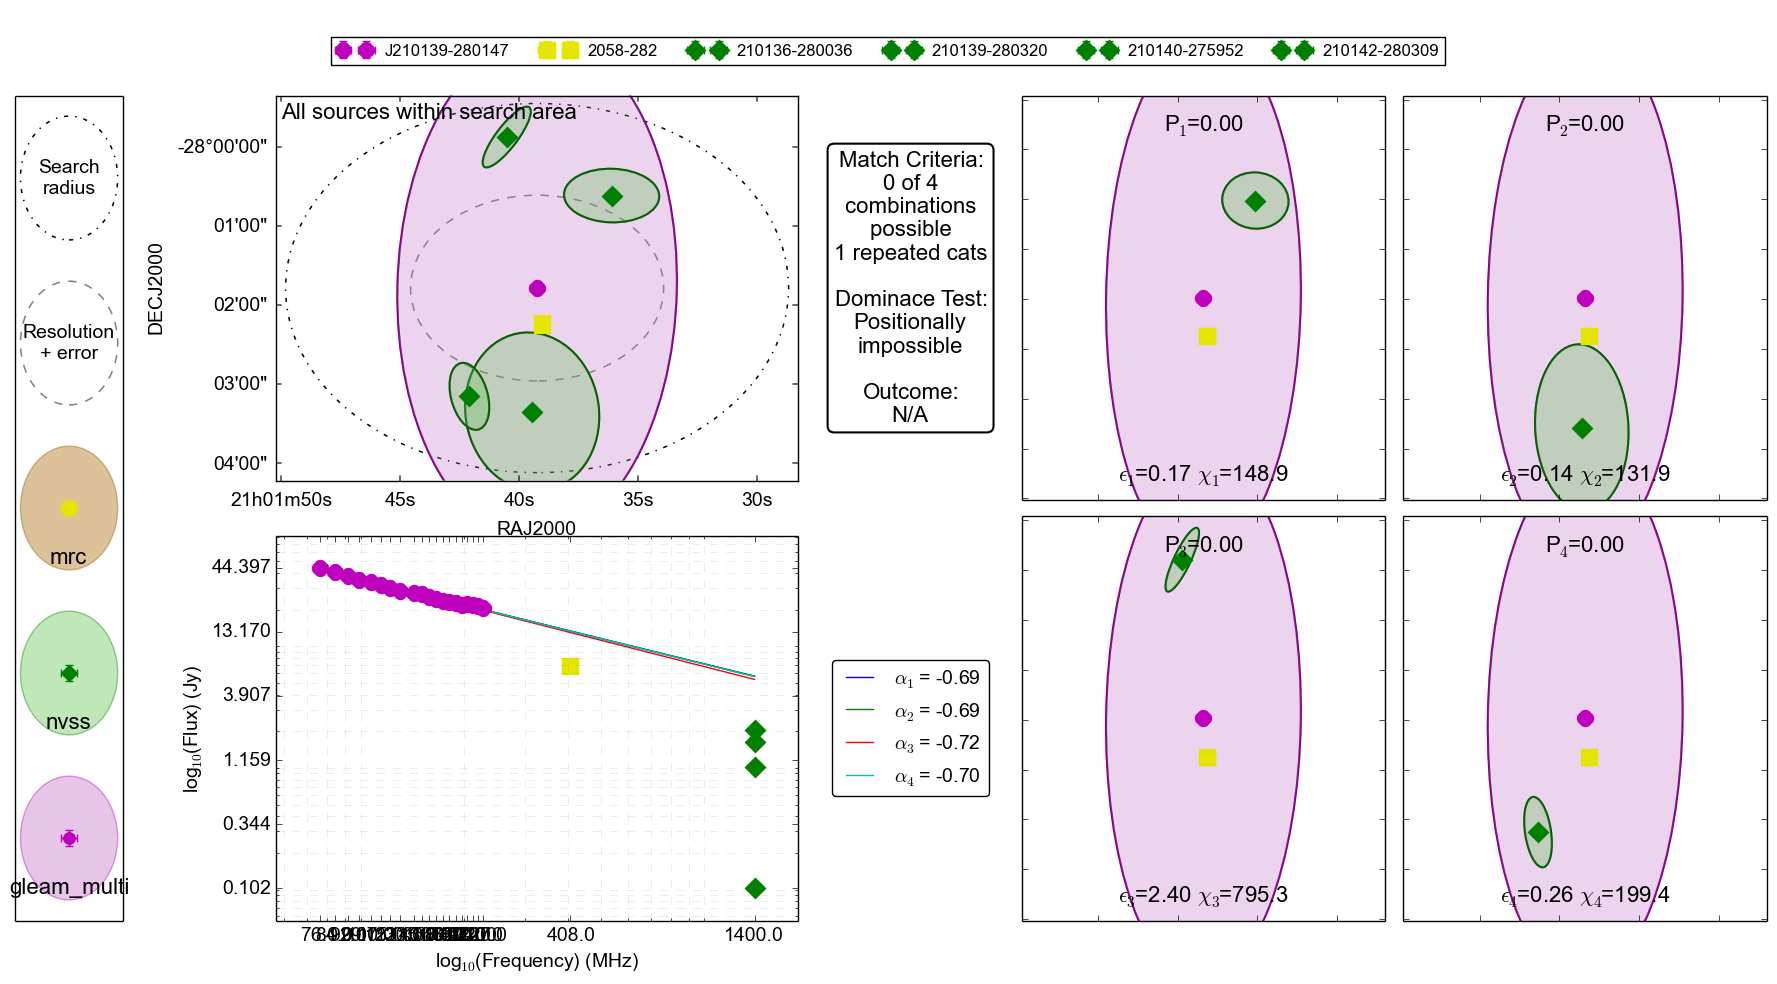 J210139-280147 2058-282 210136-280036 210139-280320 210140-275952 210142-280309
Search
radius
Resolution
+ error
mrc
nvss
gleam_multi
All sources within search area
-28°00'00"
01'00"
02'00"
03'00"
04'00"
DECJ2000
21h01m50s 45s 40s 35s 30s
RAJ2000
Match Criteria:
0 of 4
combinations
possible
1 repeated cats
Dominace Test:
Positionally
impossible
Outcome:
N/A
P1=0.00
ϵ1=0.17 χ1=148.9
P2=0.00
ϵ2=0.14 χ2=131.9
44.397
13.170
3.907
1.159
0.344
0.102
log10(Flux) (Jy)
408.0 1400.0
log10(Frequency) (MHz)
α1 = -0.69
α2 = -0.69
α3 = -0.72
α4 = -0.70
P3=0.00
ϵ3=2.40 χ3=795.3
P4=0.00
ϵ4=0.26 χ4=199.4